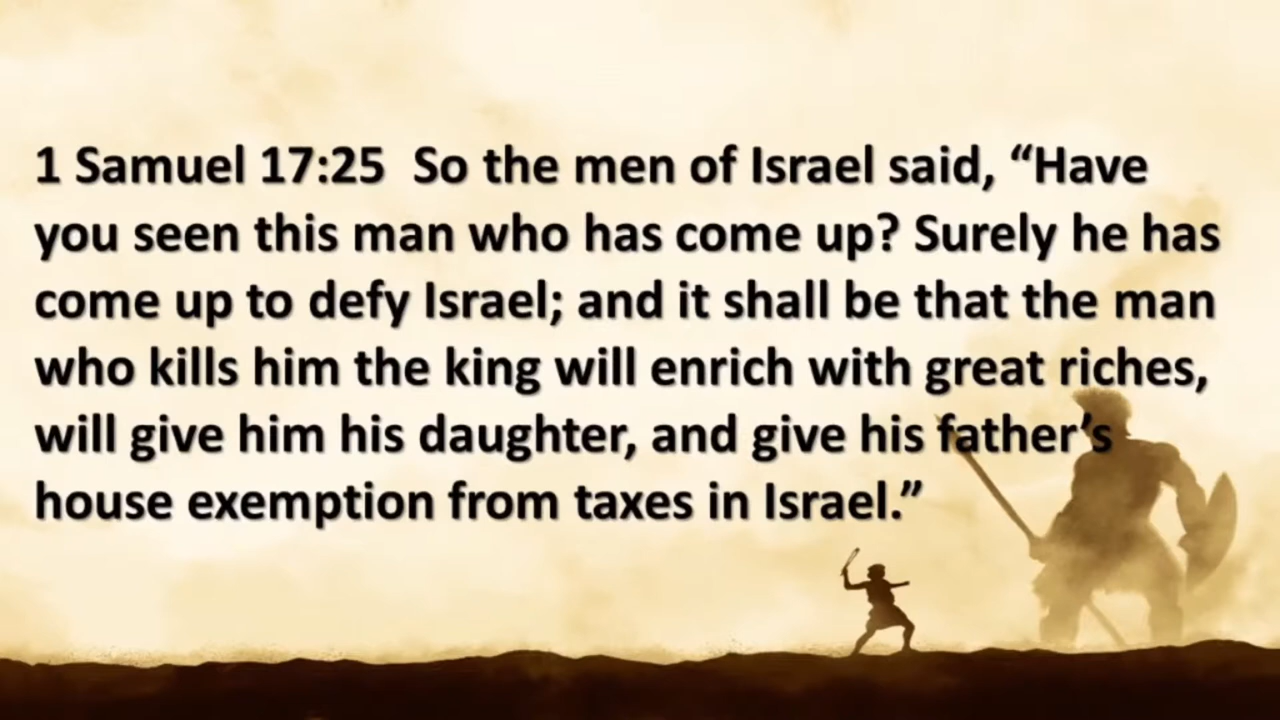 1 Samuel 17:25  So the men of Israel said, “Have
you seen this man who has come up? Surely he has
come up to defy Israel; and it shall be that the man
who kills him the king will enrich with great riches,
will give him his daughter, and give his father’s
house exemption from taxes in Israel.”